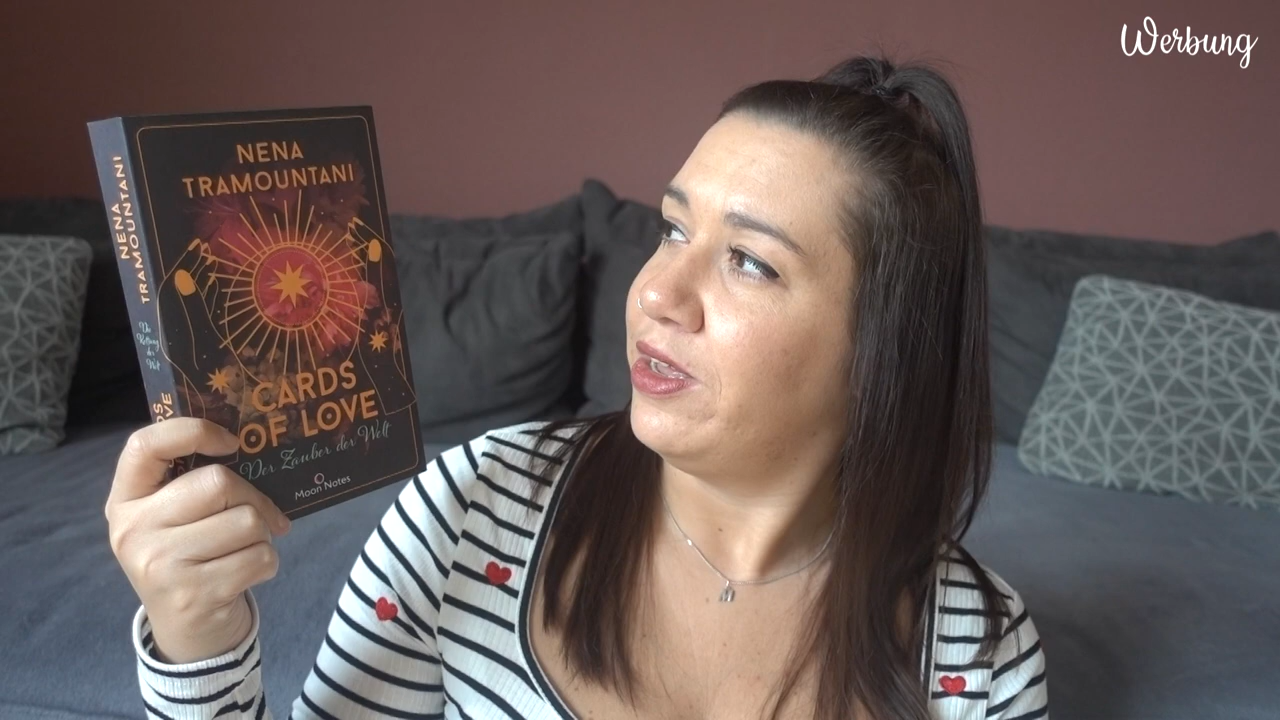 Werbung
NENA
TRAMOUNTANI
CARDS
OF LOVE
Der Zauber der Welt
Moon Notes
NENA
TRAMOUNTANI